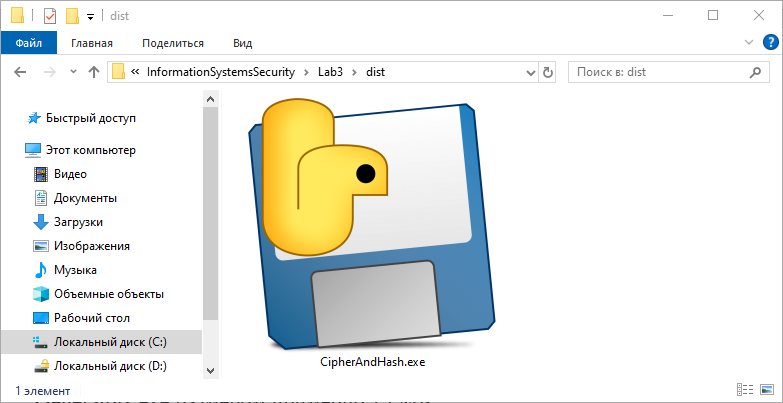 dist
Файл Главная Поделиться Вид
« InformationSystemsSecurity > Lab3 > dist
Поиск в: dist
Быстрый доступ
Этот компьютер
Видео
Документы
Загрузки
Изображения
Музыка
Объемные объекты
Рабочий стол
Локальный диск (C:)
Локальный диск (D:)
CipherAndHash.exe
1 элемент